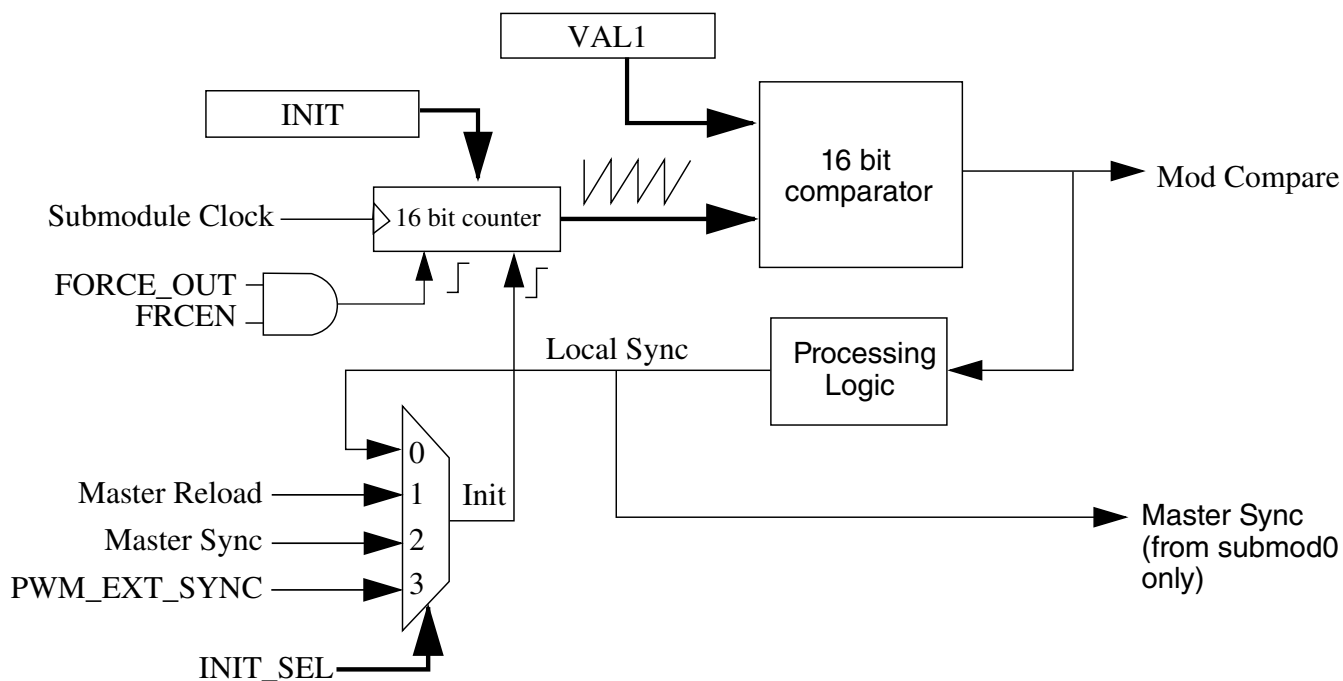 VAL1
INIT
16 bit
comparator
Mod Compare
Submodule Clock
16 bit counter
FORCE_OUT
FRCEN
Local Sync
Processing
Logic
0
Master Reload
1
Init
Master Sync
2
PWM_EXT_SYNC
3
Master Sync
(from submod0
only)
INIT_SEL